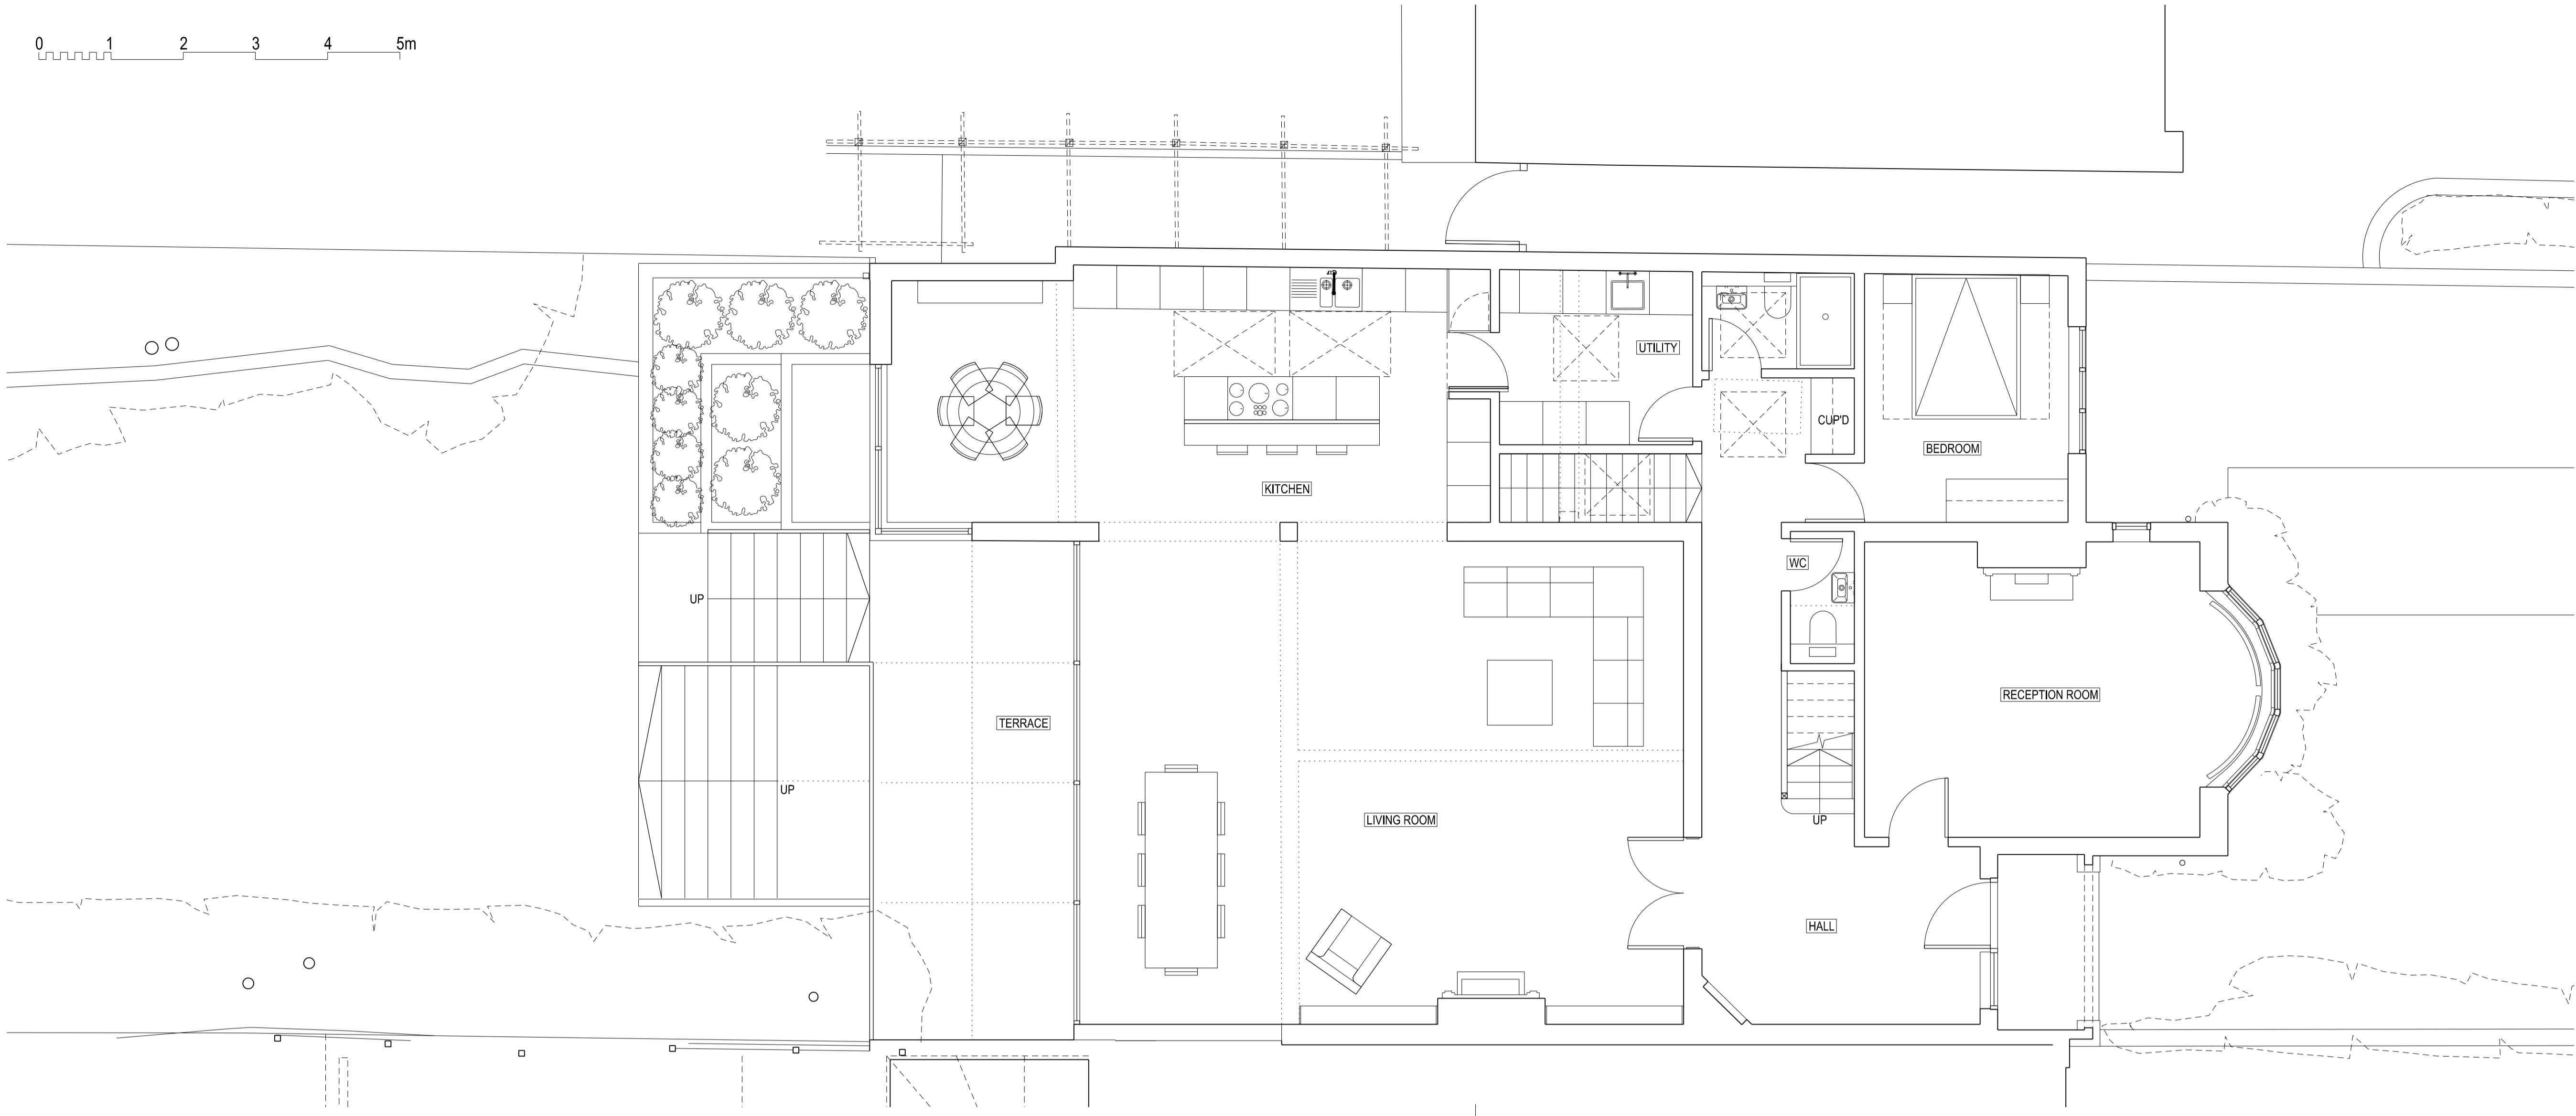 0 1 2 3 4 5m
UTILITY
CUP'D
BEDROOM
KITCHEN
WC
UP
RECEPTION ROOM
TERRACE
UP
LIVING ROOM
UP
HALL